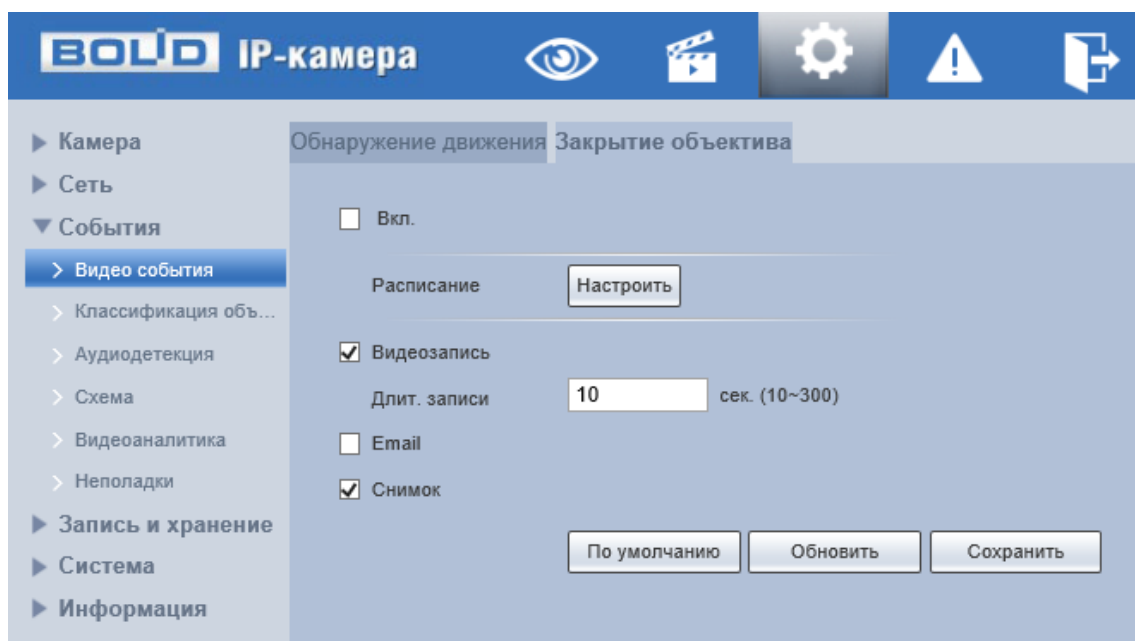 BOLID IP-камера
Камера
Сеть
События
Видео события
Классификация объ...
Аудиодетекция
Схема
Видеоаналитика
Неполадки
Запись и хранение
Система
Информация
Обнаружение движения Закрытие объектива
Вкл.
Расписание Настроить
Видеозапись
Длит. записи 10 сек. (10~300)
Email
Снимок
По умолчанию Обновить Сохранить